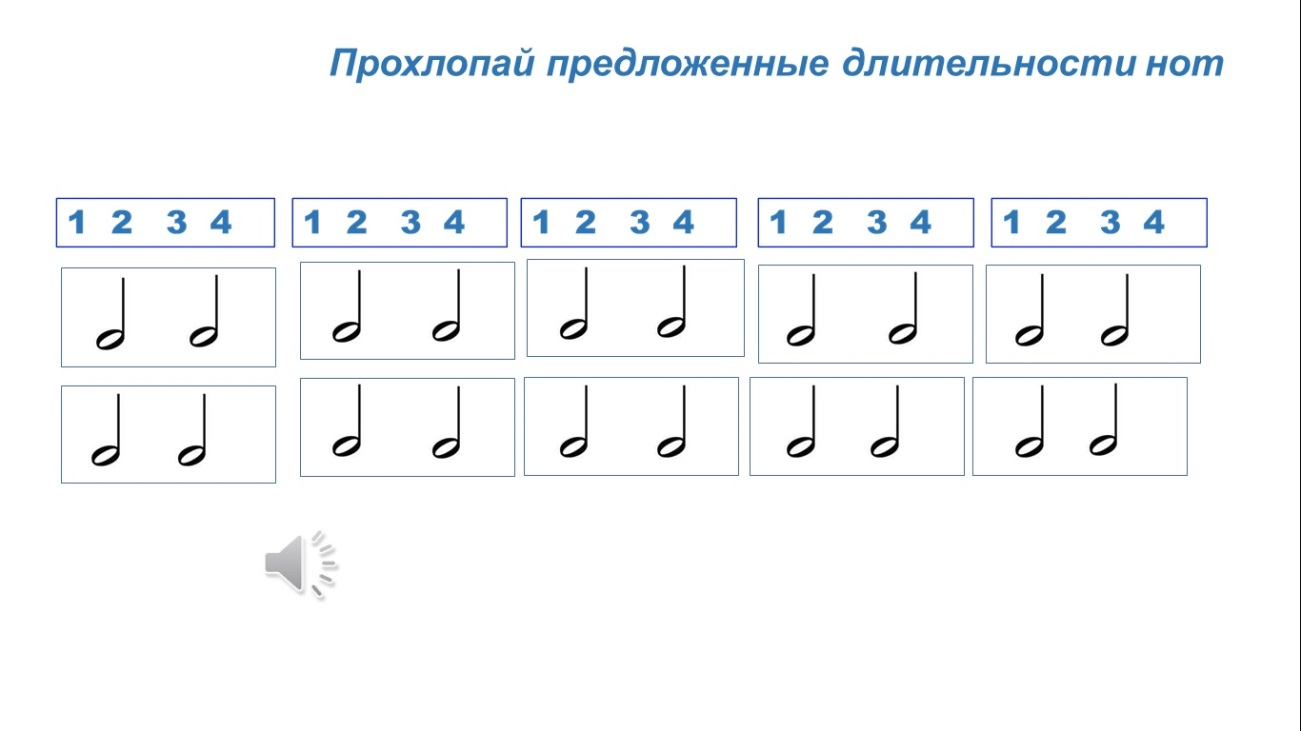 Прохлопай предложенные длительности нот
1 2 3 4 1 2 3 4 1 2 3 4 1 2 3 4 1 2 3 4